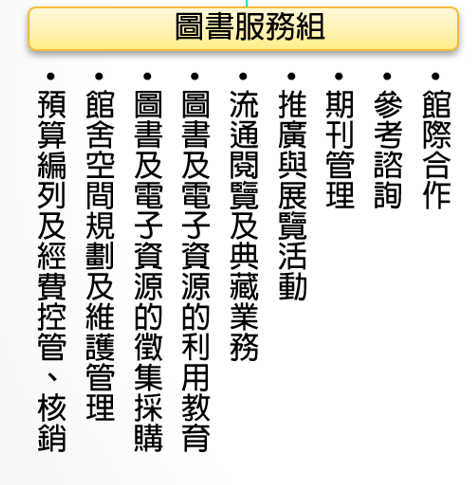 圖書服務組
• 預算編列及經費控管、核銷
• 館舍空間規劃及維護管理
• 圖書及電子資源的徵集採購
• 圖書及電子資源的利用教育
• 流通閱覽及典藏業務
• 推廣與展覽活動
• 期刊管理
• 參考諮詢
• 館際合作